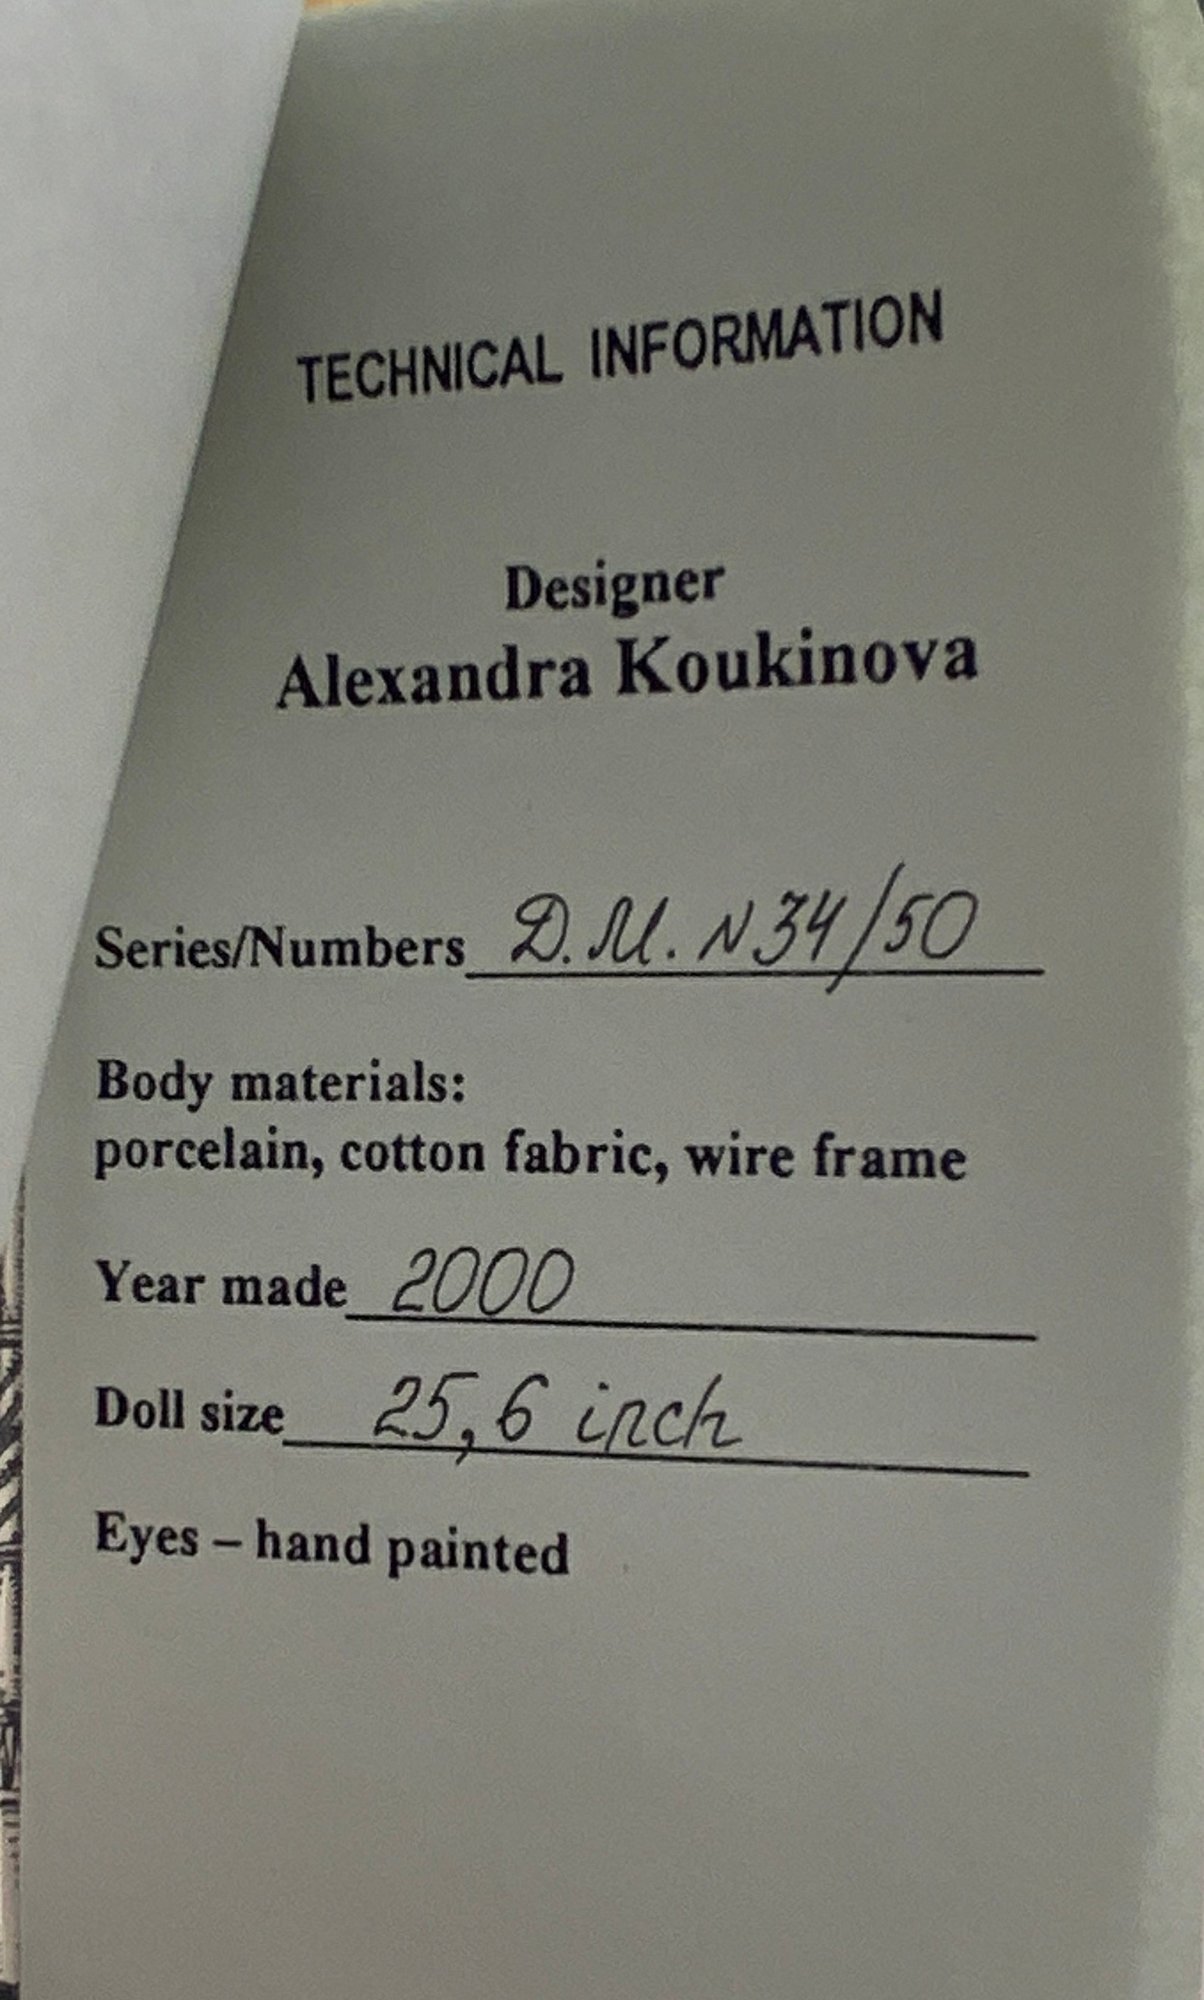 TECHNICAL INFORMATION
Designer
Alexandra Koukinova
Series/Numbers D.M. N34/50
Body materials:
porcelain, cotton fabric, wire frame
Year made 2000
Doll size 25,6 inch
Eyes – hand painted